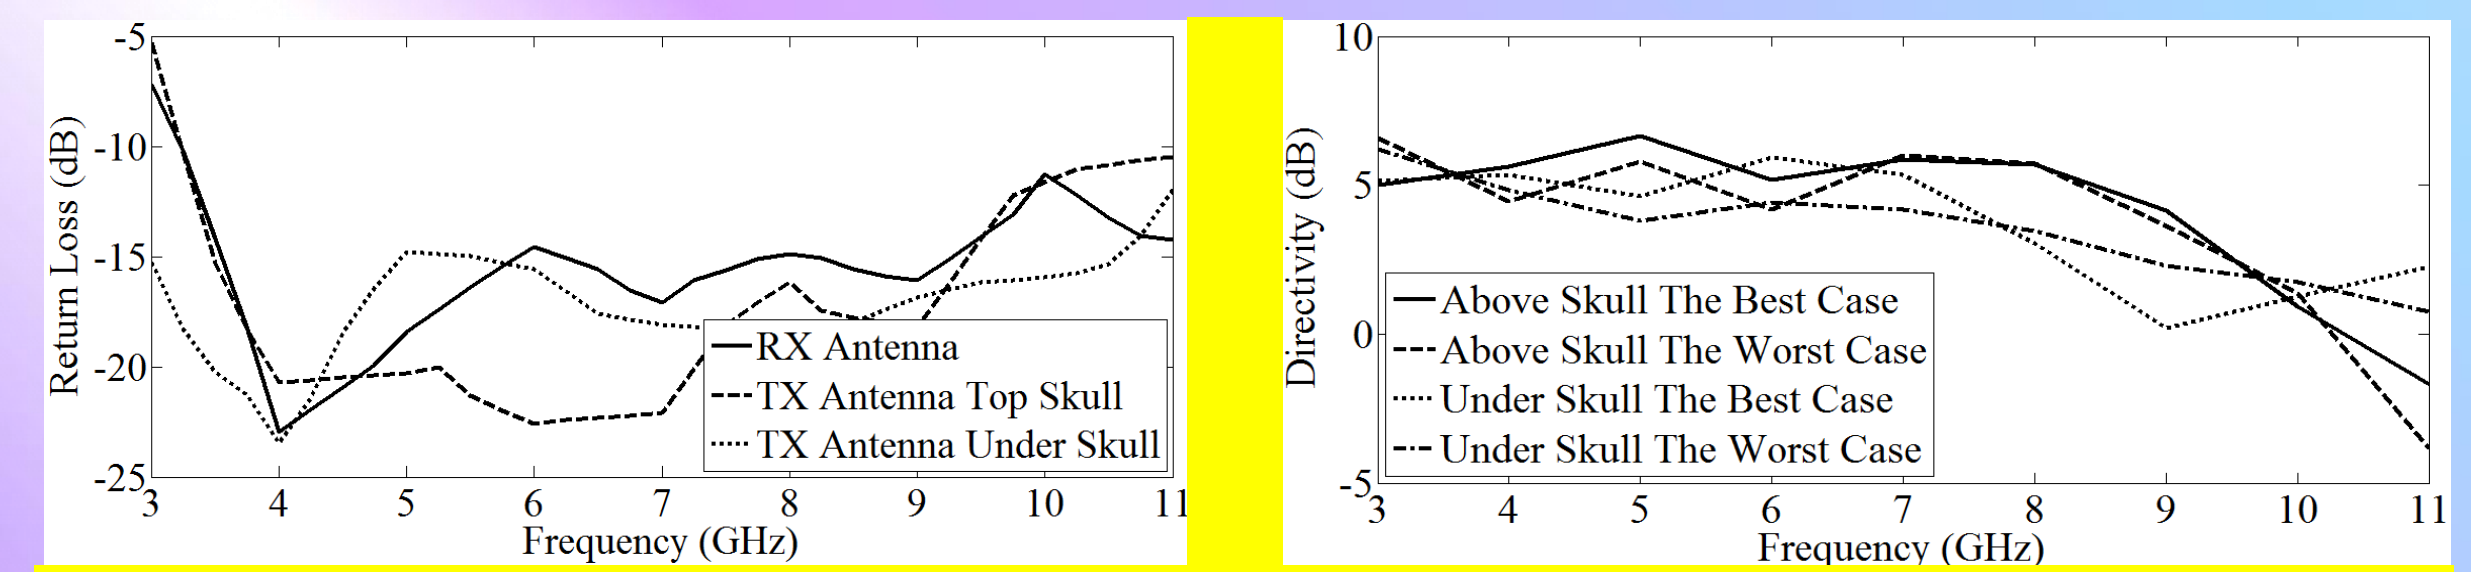 -5
-10
-15
-20
-25
Return Loss (dB)
RX Antenna
TX Antenna Top Skull
TX Antenna Under Skull
3 4 5 6 7 8 9 10 11
Frequency (GHz)
10
5
0
-5
Directivity (dB)
Above Skull The Best Case
Above Skull The Worst Case
Under Skull The Best Case
Under Skull The Worst Case
3 4 5 6 7 8 9 10 11
Frequency (GHz)